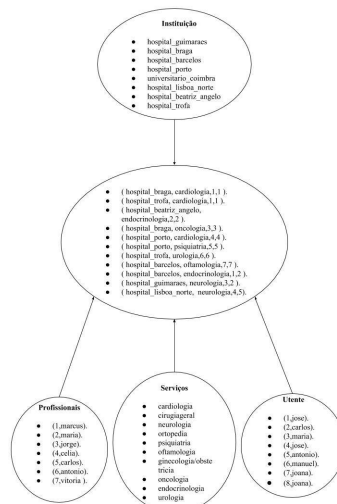 Instituição
hospital_guimaraes
hospital_braga
hospital_barcelos
hospital_porto
universitario_coimbra
hospital_lisboa_norte
hospital_beatriz_angelo
hospital_trofa
( hospital_braga, cardiologia,1,1 ).
( hospital_trofa, cardiologia,1,1 ).
( hospital_beatriz_angelo,
endocrinologia,2,2 ).
( hospital_braga, oncologia,3,3 ).
( hospital_porto, cardiologia,4,4 ).
( hospital_porto, psiquiatria,5,5 ).
( hospital_trofa, urologia,6,6 ).
( hospital_barcelos, oftamologia,7,7 ).
( hospital_barcelos, endocrinologia,1,2 ).
( hospital_guimaraes, neurologia,3,2 ).
( hospital_lisboa_norte, neurologia,4,5).
Profissionais
(1,marcus).
(2,maria).
(3,jorge).
(4,celia).
(5,carlos).
(6,antonio).
(7,vitoria ).
Serviços
cardiologia
cirugiageral
neurologia
ortopedia
psiquiatria
oftamologia
ginecologia/obste
tricia
oncologia
endocrinologia
urologia
Utente
(1,jose).
(2,carlos).
(3,maria).
(4,jose).
(5,antonio).
(6,manuel).
(7,joana).
(8,joana).